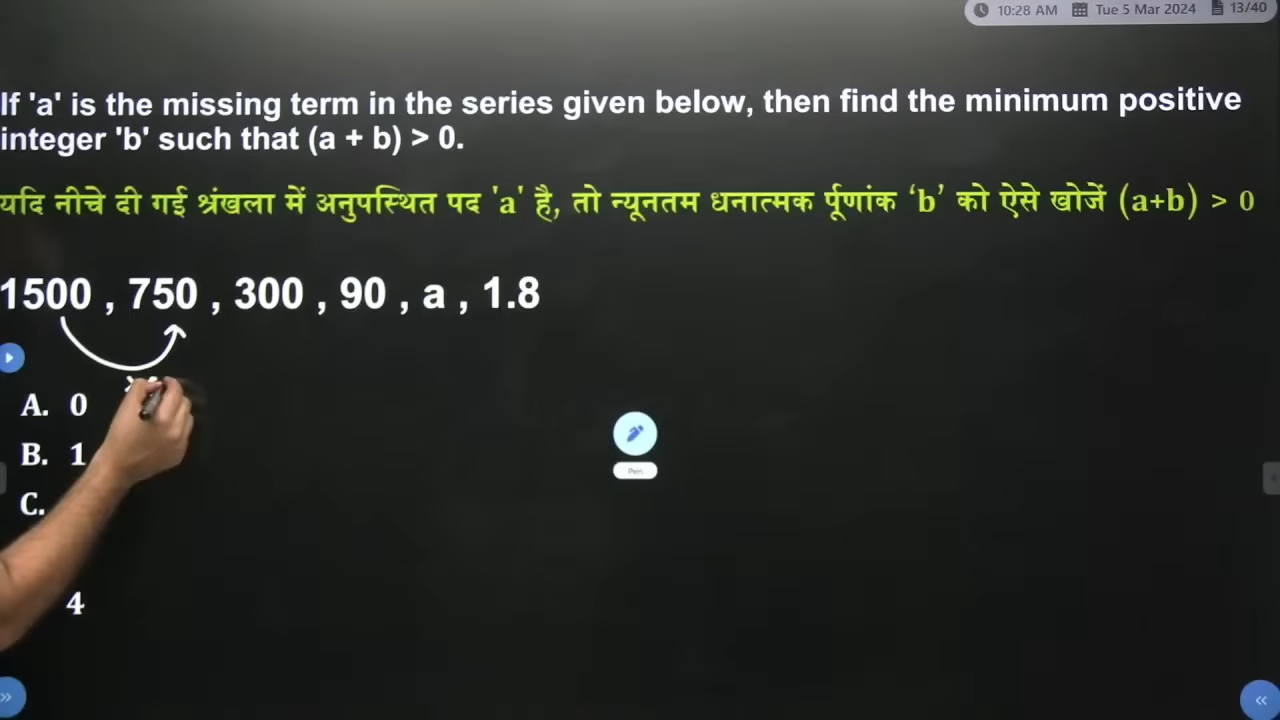 10:28 AM Tue 5 Mar 2024 13/40
If 'a' is the missing term in the series given below, then find the minimum positive
integer 'b' such that (a + b) > 0.
यदि नीचे दी गई श्रंखला में अनुपस्थित पद 'a' है, तो न्यूनतम धनात्मक र्पूणांक ‘b’ को ऐसे खोजें (a+b) > 0
1500 , 750 , 300 , 90 , a , 1.8
A. 0
B. 1
C.
4
Pen